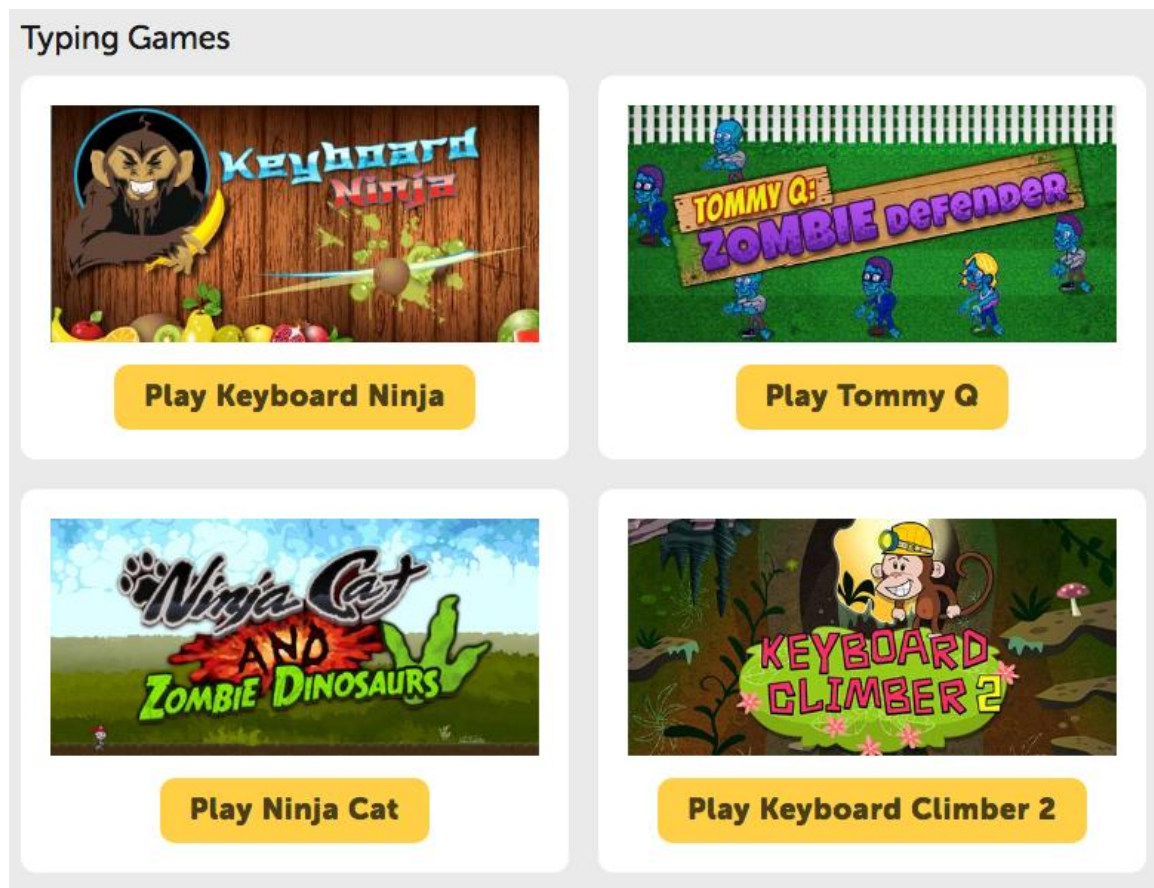 Typing Games
Keyboard
Ninja
TOMMY Q:
ZOMBIE DEFENDER
Play Keyboard Ninja
Play Tommy Q
Ninja Cat
AND
ZOMBIE DINOSAURS
KEYBOARD
CLIMBER 2
Play Ninja Cat
Play Keyboard Climber 2